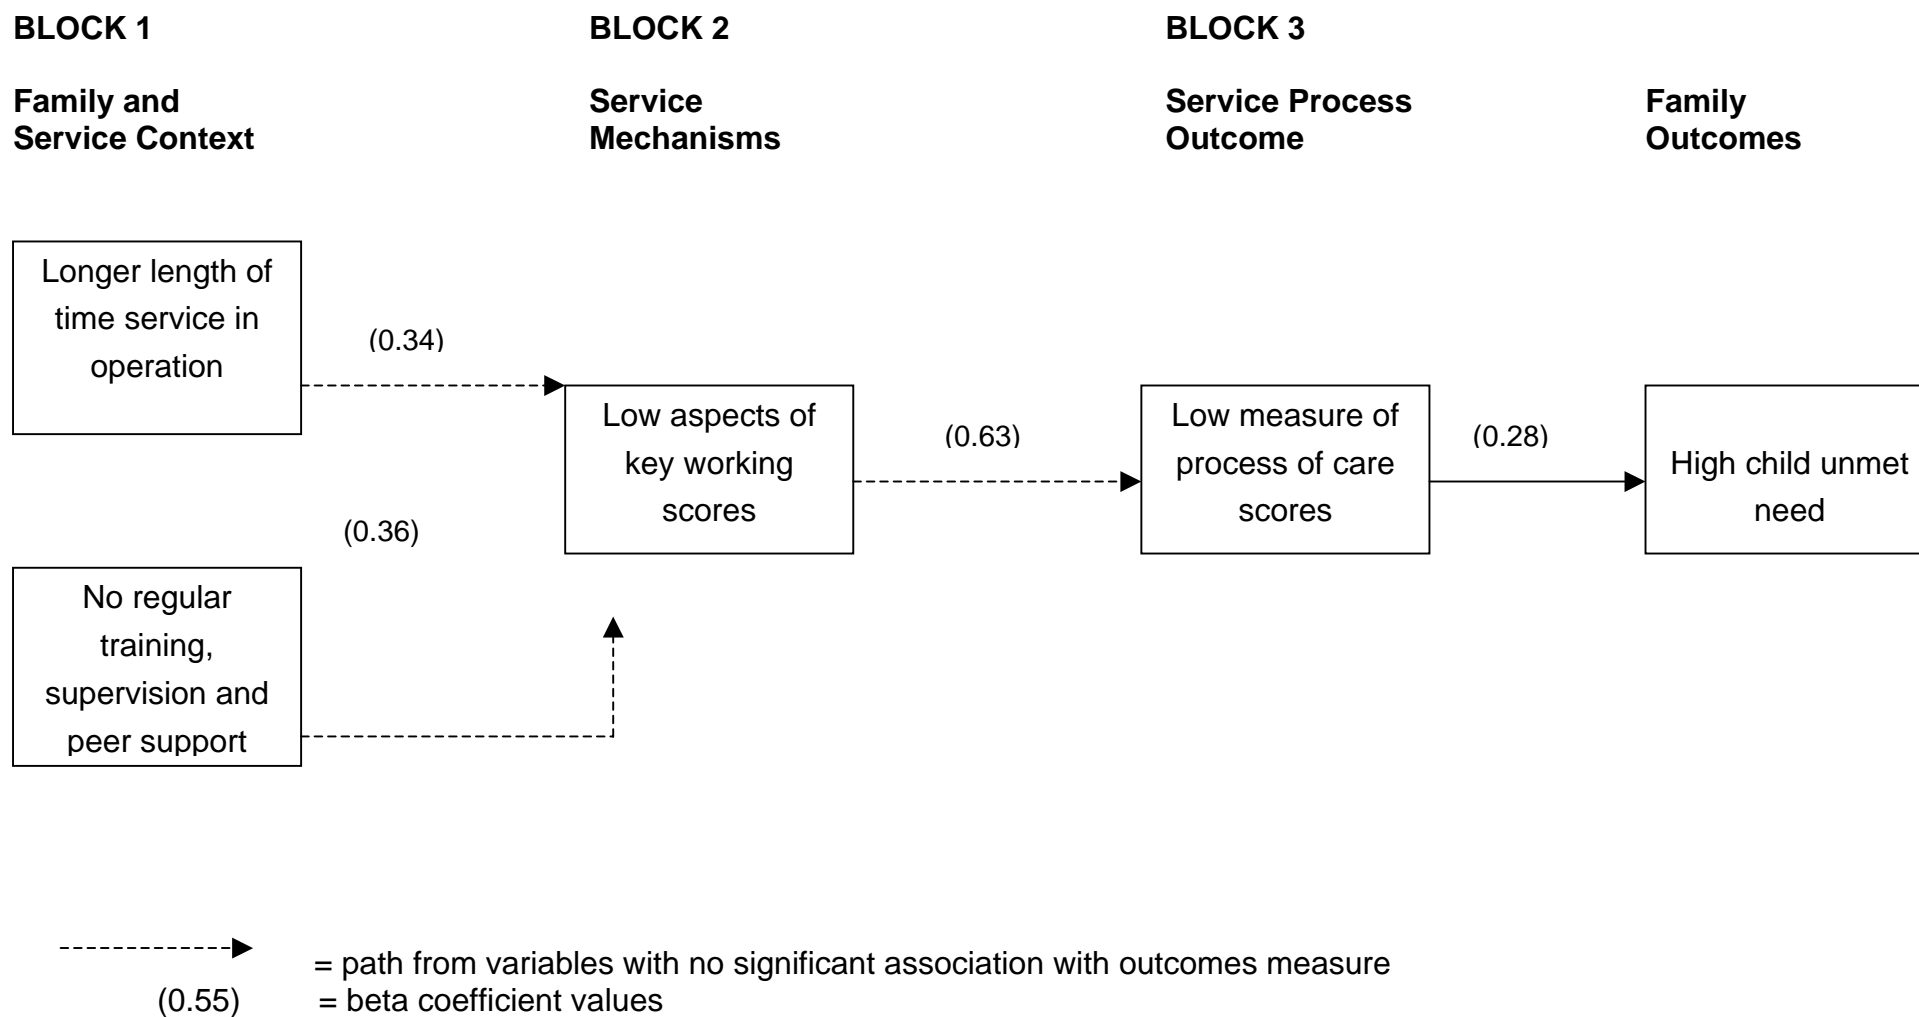 BLOCK 1
BLOCK 2
BLOCK 3
Family and
Service Context
Service
Mechanisms
Service Process
Outcome
Family
Outcomes
Longer length of
time service in
operation
(0.34)
Low aspects of
key working
scores
(0.63)
Low measure of
process of care
scores
(0.28)
High child unmet
need
(0.36)
No regular
training,
supervision and
peer support
= path from variables with no significant association with outcomes measure
(0.55) = beta coefficient values